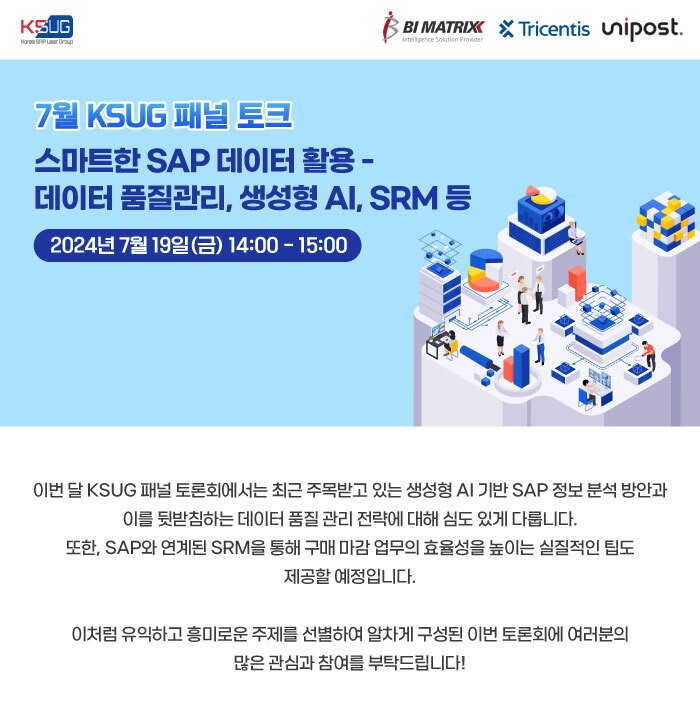 KSUG
Korea SAP User Group
BI MATRIX
Intelligence Solution Provider
Tricentis
unipost.
7월 KSUG 패널 토크
스마트한 SAP 데이터 활용 -
데이터 품질관리, 생성형 AI, SRM 등
2024년 7월 19일(금) 14:00 - 15:00
이번 달 KSUG 패널 토론회에서는 최근 주목받고 있는 생성형 AI 기반 SAP 정보 분석 방안과
이를 뒷받침하는 데이터 품질 관리 전략에 대해 심도 있게 다룹니다.
또한, SAP와 연계된 SRM을 통해 구매 마감 업무의 효율성을 높이는 실질적인 팁도
제공할 예정입니다.
이처럼 유익하고 흥미로운 주제를 선별하여 알차게 구성된 이번 토론회에 여러분의
많은 관심과 참여를 부탁드립니다!